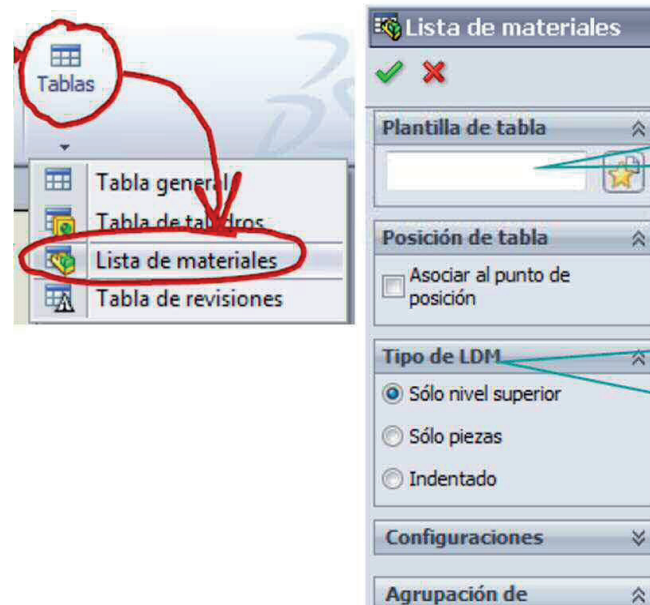 Tablas
Tabla general
Tabla de taladros
Lista de materiales
Tabla de revisiones
Lista de materiales
Plantilla de tabla
Posición de tabla
Asociar al punto de
posición
Tipo de LDM
Sólo nivel superior
Sólo piezas
Indentado
Configuraciones
Agrupación de